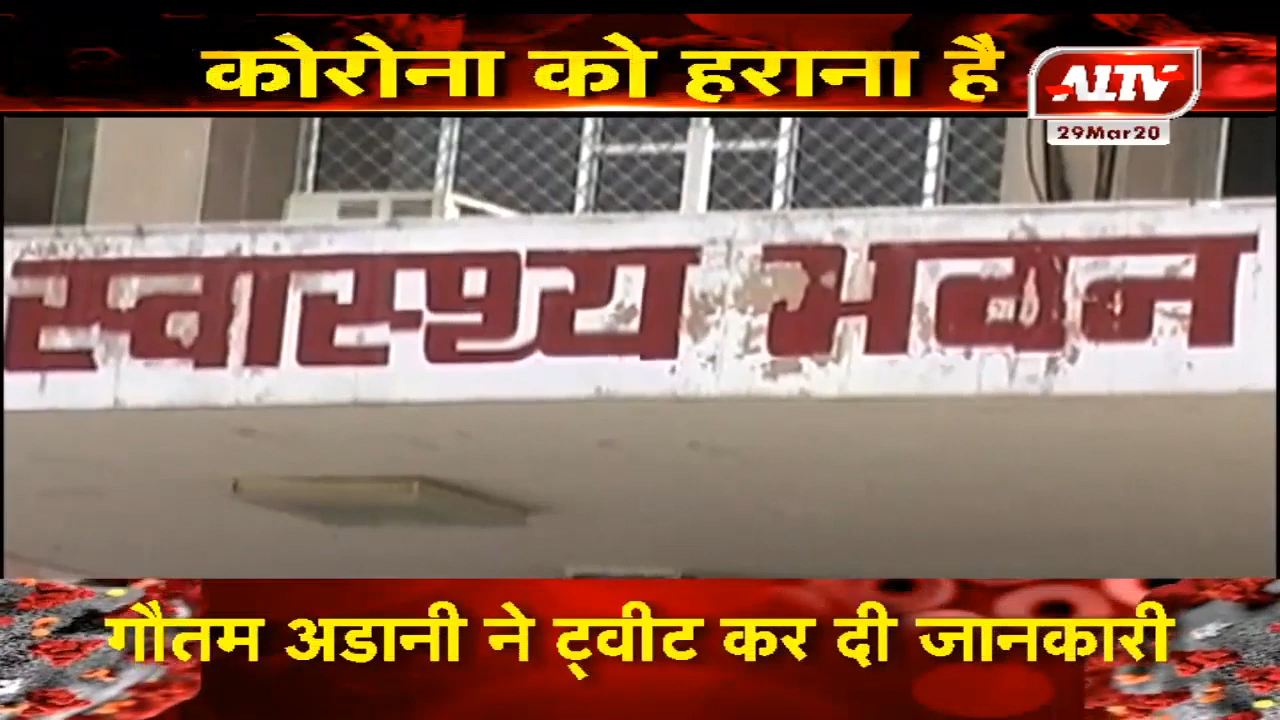 कोरोना को हराना है
ALTV
29Mar20
स्वास्थ्य भवन
गौतम अडानी ने ट्वीट कर दी जानकारी